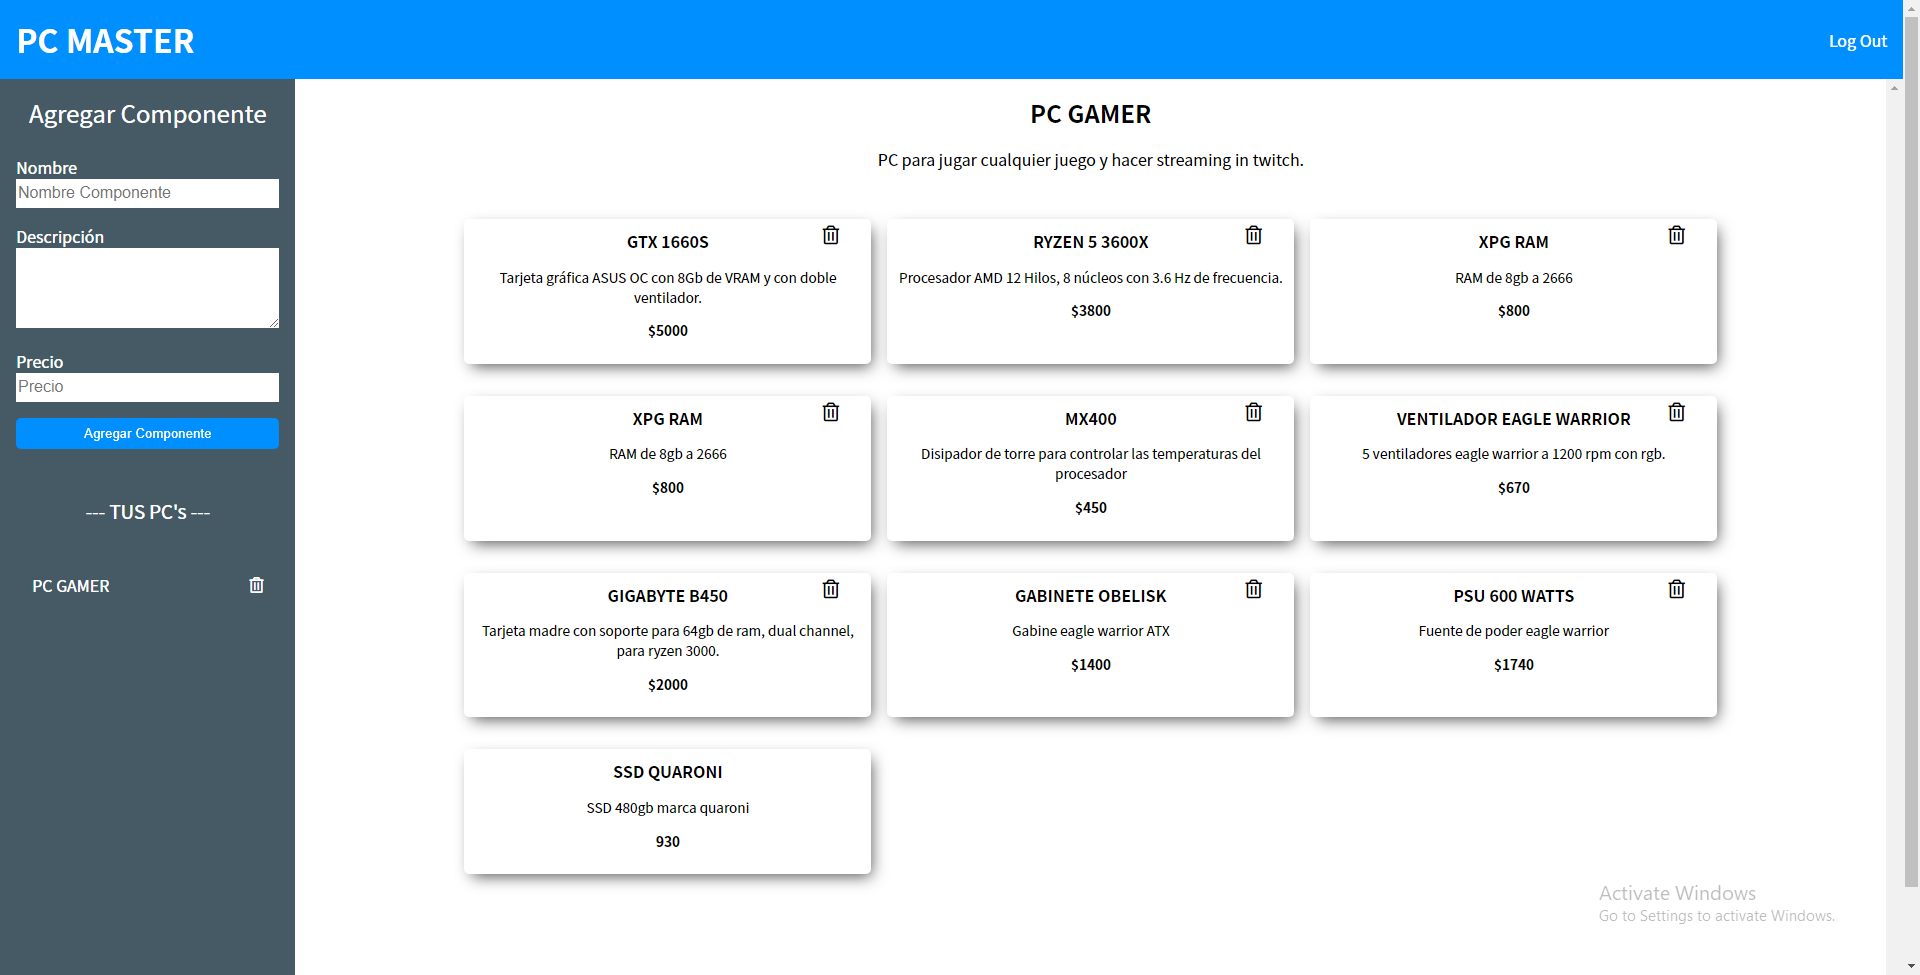 PC MASTER
Log Out
Agregar Componente
Nombre
Nombre Componente
Descripción
Precio
Precio
Agregar Componente
--- TUS PC's ---
PC GAMER
PC GAMER
PC para jugar cualquier juego y hacer streaming in twitch.
GTX 1660S
Tarjeta gráfica ASUS OC con 8Gb de VRAM y con doble
ventilador.
$5000
RYZEN 5 3600X
Procesador AMD 12 Hilos, 8 núcleos con 3.6 Hz de frecuencia.
$3800
XPG RAM
RAM de 8gb a 2666
$800
XPG RAM
RAM de 8gb a 2666
$800
MX400
Disipador de torre para controlar las temperaturas del
procesador
$450
VENTILADOR EAGLE WARRIOR
5 ventiladores eagle warrior a 1200 rpm con rgb.
$670
GIGABYTE B450
Tarjeta madre con soporte para 64gb de ram, dual channel,
para ryzen 3000.
$2000
GABINETE OBELISK
Gabine eagle warrior ATX
$1400
PSU 600 WATTS
Fuente de poder eagle warrior
$1740
SSD QUARONI
SSD 480gb marca quaroni
930
Activate Windows
Go to Settings to activate Windows.